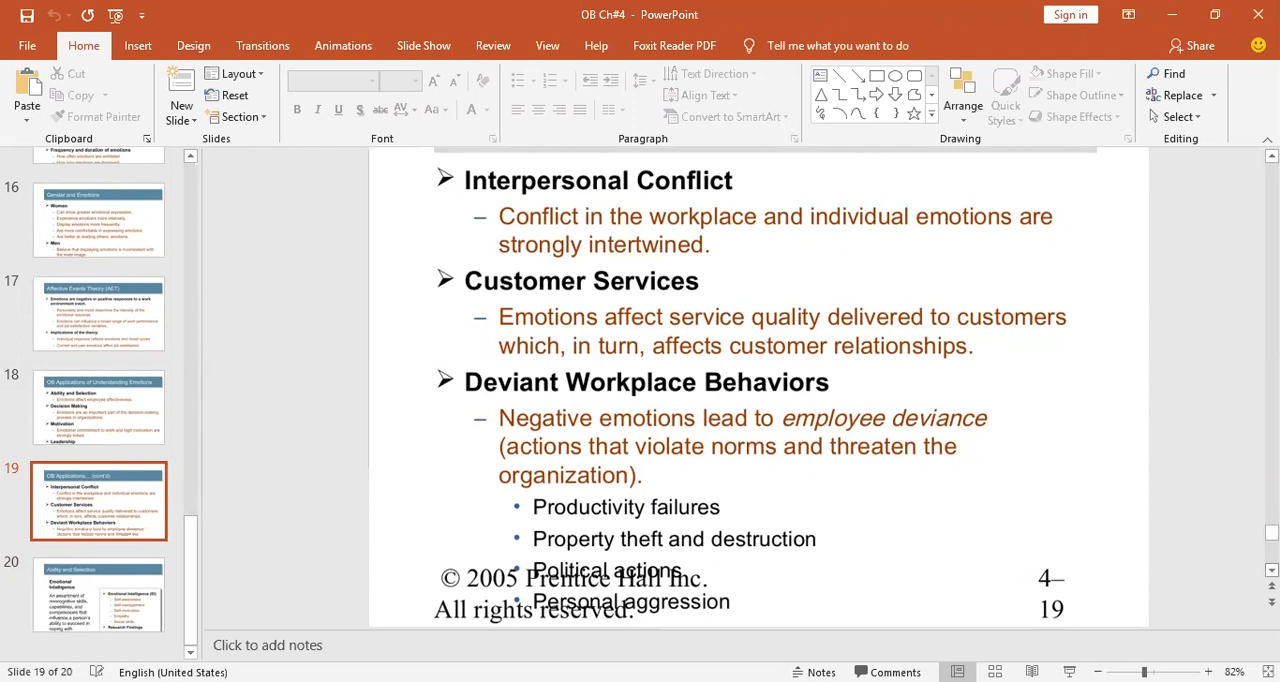 OB Ch#4 - PowerPoint
Sign in
File Home Insert Design Transitions Animations Slide Show Review View Help Foxit Reader PDF Tell me what you want to do Share
Paste
Cut
Copy
Format Painter
Clipboard
New Slide
Layout
Reset
Section
Slides
B I U S abc AV Aa A
Font
Text Direction
Align Text
Convert to SmartArt
Paragraph
Arrange
Quick Styles
Shape Fill
Shape Outline
Shape Effects
Drawing
Find
Replace
Select
Editing
Frequency and duration of emotions
How often emotions are exhibited
16
Gender and Emotions
Women
Can show greater emotional expression.
Experience emotions more intensely.
Display emotions more frequently.
Are more comfortable in expressing emotions.
Are better at reading others' emotions.
Men
Believe that displaying emotions is inconsistent with
the male image.
17
Affective Events Theory (AET)
Emotions are negative or positive responses to a work
environment event.
Personality and mood determine the intensity of the
emotional response.
Emotions can influence a broad range of work performance
and job satisfaction variables.
Implications of the theory
Individual response reflects emotions and mood cycles.
Current and past emotions affect job satisfaction.
18
OB Applications of Understanding Emotions
Ability and Selection
Emotions affect employee effectiveness.
Decision Making
Emotions are an important part of the decision-making
process in organizations.
Motivation
Emotional commitment to work and high motivation are
strongly linked.
Leadership
19
OB Applications... (cont'd)
Interpersonal Conflict
Conflict in the workplace and individual emotions are
strongly intertwined.
Customer Services
Emotions affect service quality delivered to customers
which, in turn, affects customer relationships.
Deviant Workplace Behaviors
Negative emotions lead to employee deviance
(actions that violate norms and threaten the
20
Ability and Selection
Emotional
Intelligence
An assortment of
noncognitive skills,
capabilities, and
competencies that
influence a person's
ability to succeed in
coping with
Emotional Intelligence (EI)
Self-awareness
Self-management
Self-motivation
Empathy
Social skills
Research Findings
➢ Interpersonal Conflict
– Conflict in the workplace and individual emotions are
strongly intertwined.
➢ Customer Services
– Emotions affect service quality delivered to customers
which, in turn, affects customer relationships.
➢ Deviant Workplace Behaviors
– Negative emotions lead to employee deviance
(actions that violate norms and threaten the
organization).
• Productivity failures
• Property theft and destruction
• Political actions
• Personal aggression
© 2005 Prentice Hall Inc.
All rights reserved.
4–
19
Click to add notes
Slide 19 of 20 English (United States) Notes Comments 82%